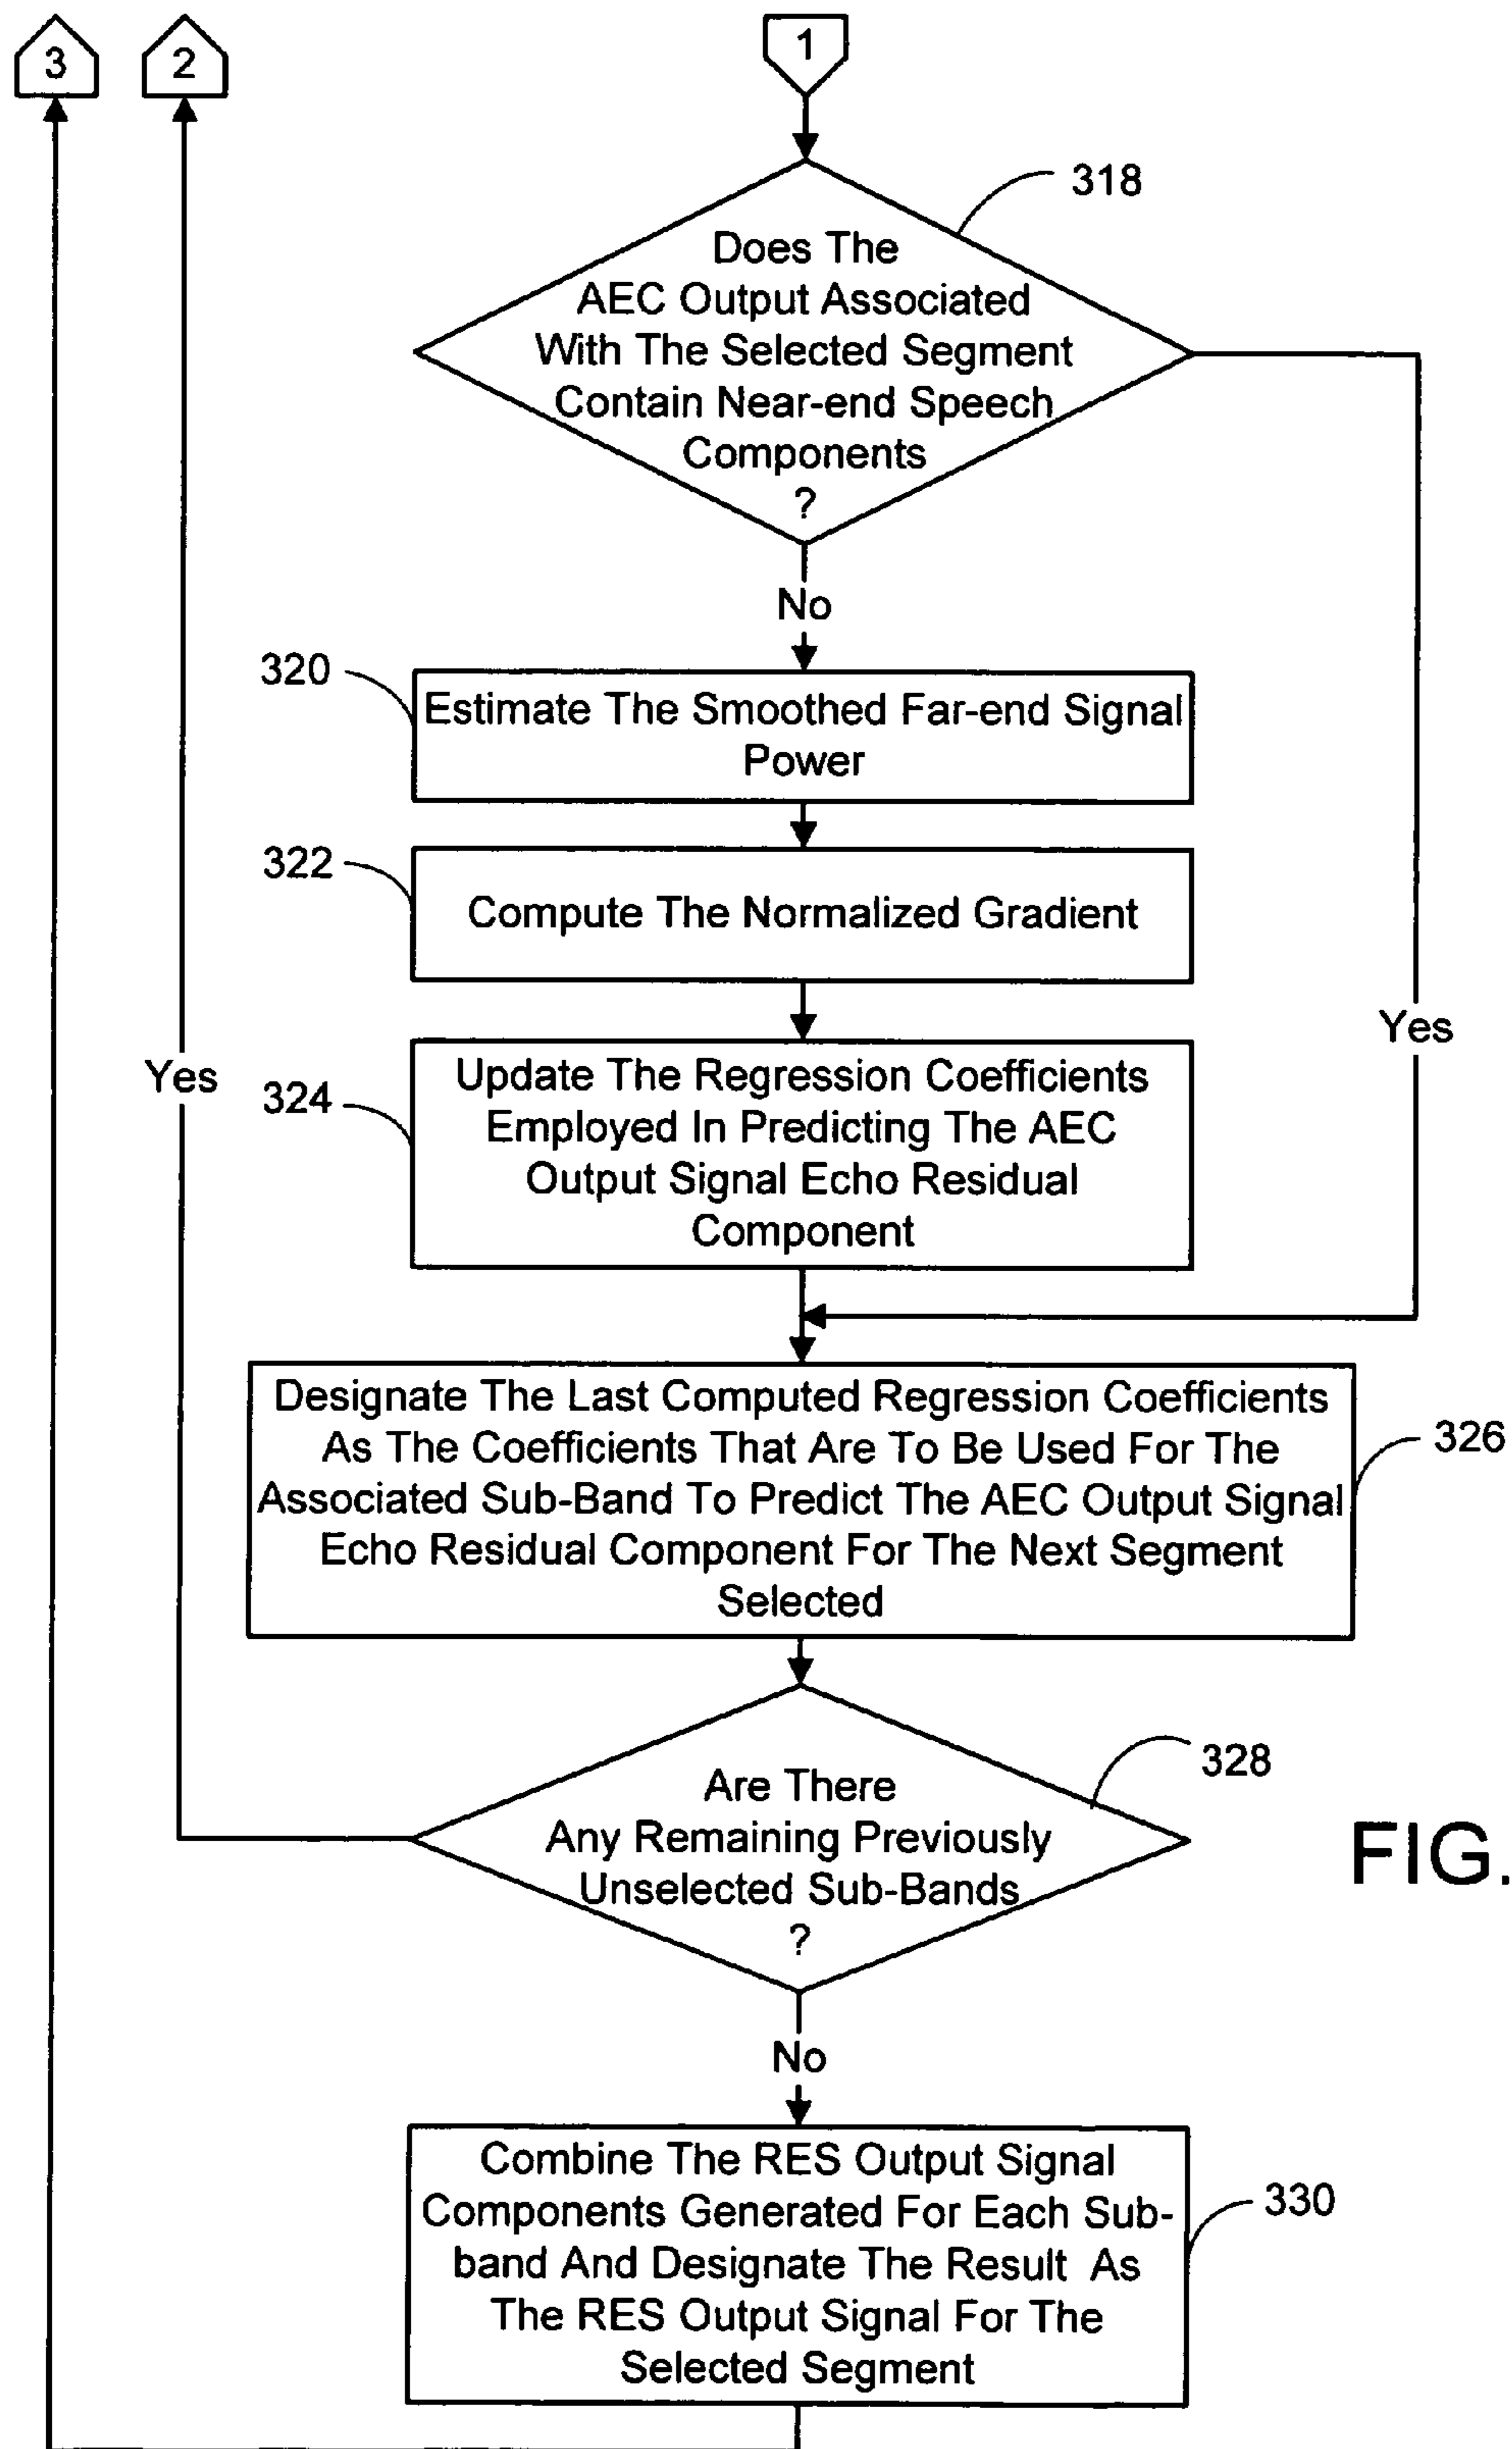 3
2
1
318
Does The
AEC Output Associated
With The Selected Segment
Contain Near-end Speech
Components
?
No
320
Estimate The Smoothed Far-end Signal
Power
322
Compute The Normalized Gradient
Yes
Yes
324
Update The Regression Coefficients
Employed In Predicting The AEC
Output Signal Echo Residual
Component
Designate The Last Computed Regression Coefficients
As The Coefficients That Are To Be Used For The
Associated Sub-Band To Predict The AEC Output Signal
Echo Residual Component For The Next Segment
Selected
326
328
Are There
Any Remaining Previously
Unselected Sub-Bands
?
FIG.
No
Combine The RES Output Signal
Components Generated For Each Sub-
band And Designate The Result As
The RES Output Signal For The
Selected Segment
330